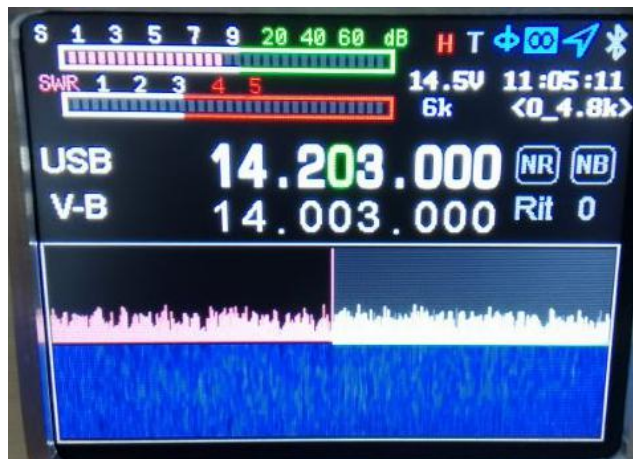 S 1 3 5 7 9 20 40 60 dB H T
SWR 1 2 3 4 5 14.5V 11:05:11
6k <0_4.8k>
USB 14.203.000 NR NB
V-B 14.003.000 Rit 0